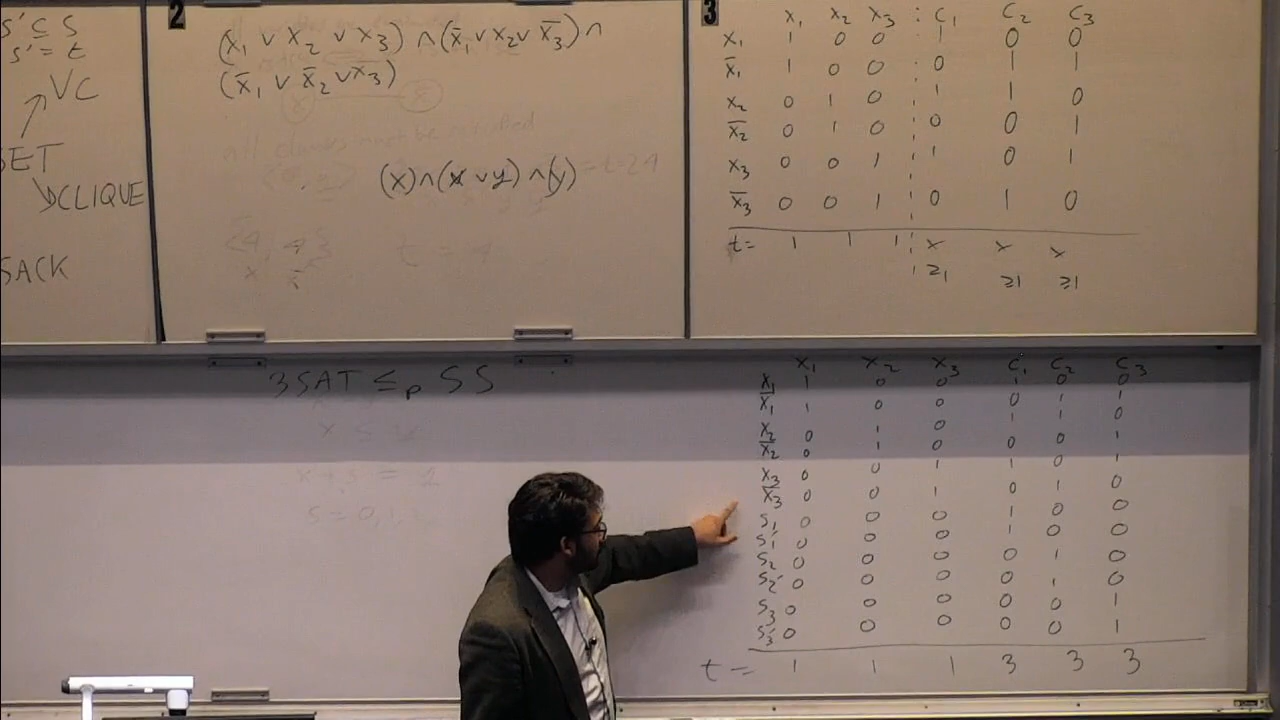 S' ⊆ S
S' = t
VC
SET
CLIQUE
SACK
2
(x₁ ∨ x₂ ∨ x₃) ∧ (x̄₁ ∨ x₂ ∨ x̄₃) ∧
(x̄₁ ∨ x̄₂ ∨ x̄₃)
(x) ∧ (x ∨ y) ∧ (y)
3
x₁ x₂ x₃ : C₁ C₂ C₃
x₁ 1 0 0 1 0 0
x̄₁ 1 0 0 0 1 1
x₂ 0 1 0 1 1 0
x̄₂ 0 1 0 0 0 1
x₃ 0 0 1 1 0 1
x̄₃ 0 0 1 0 1 0
t = 1 1 1 x x x
≥1 ≥1 ≥1
3SAT ≤ₚ SS
x₁ x₂ x₃ C₁ C₂ C₃
x₁ 1 0 0 1 0 0
x̄₁ 1 0 0 0 1 1
x₂ 0 1 0 1 1 0
x̄₂ 0 1 0 0 0 1
x₃ 0 0 1 1 0 1
x̄₃ 0 0 1 0 1 0
S₁ 0 0 0 1 0 0
S₁' 0 0 0 1 0 0
S₂ 0 0 0 0 1 0
S₂' 0 0 0 0 1 0
S₃ 0 0 0 0 0 1
S₃' 0 0 0 0 0 1
t = 1 1 1 3 3 3